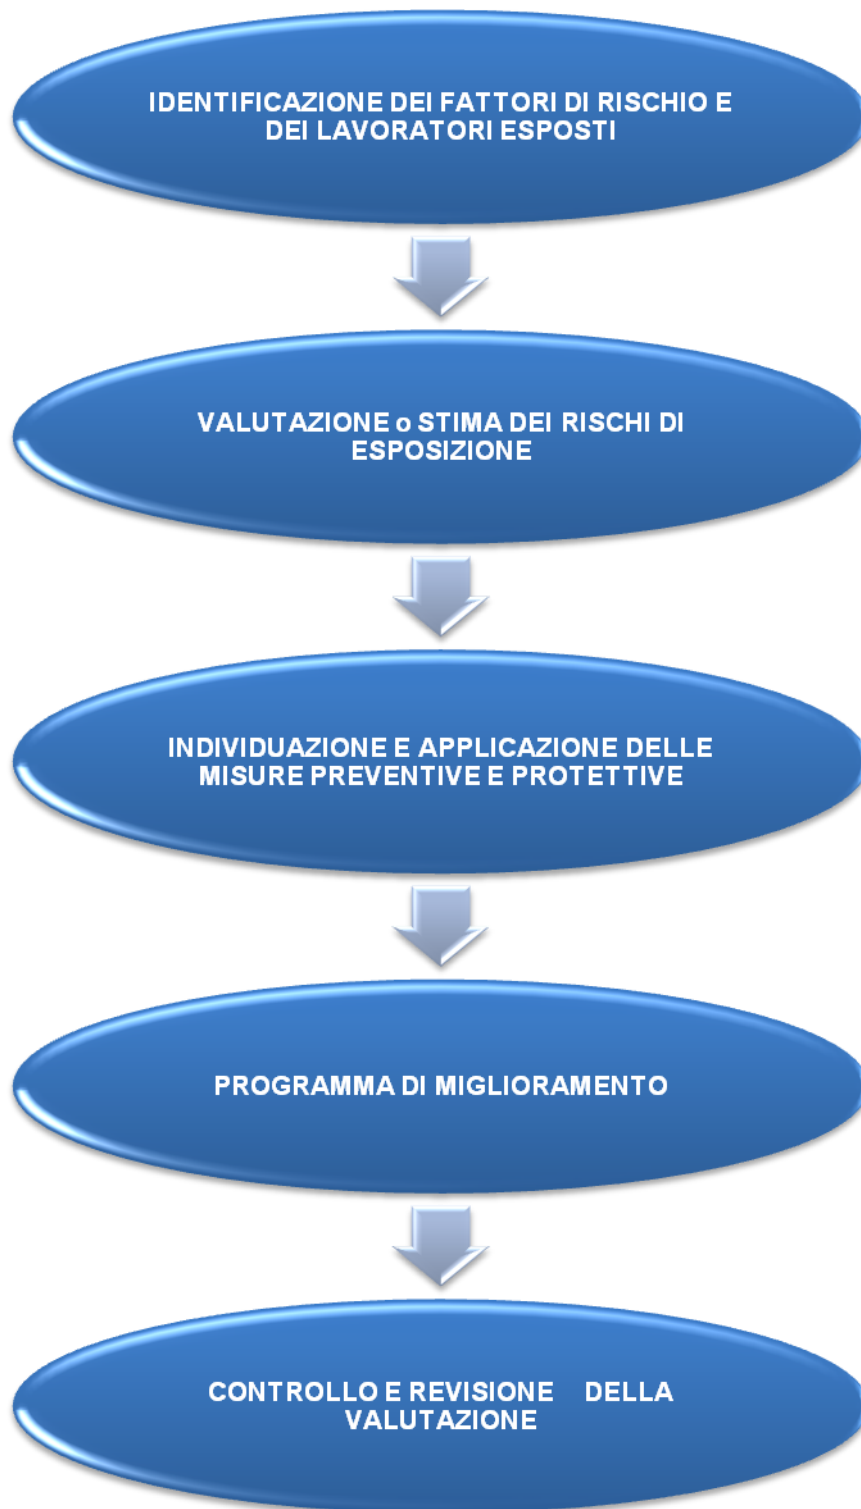 IDENTIFICAZIONE DEI FATTORI DI RISCHIO E
DEI LAVORATORI ESPOSTI
VALUTAZIONE o STIMA DEI RISCHI DI
ESPOSIZIONE
INDIVIDUAZIONE E APPLICAZIONE DELLE
MISURE PREVENTIVE E PROTETTIVE
PROGRAMMA DI MIGLIORAMENTO
CONTROLLO E REVISIONE DELLA
VALUTAZIONE